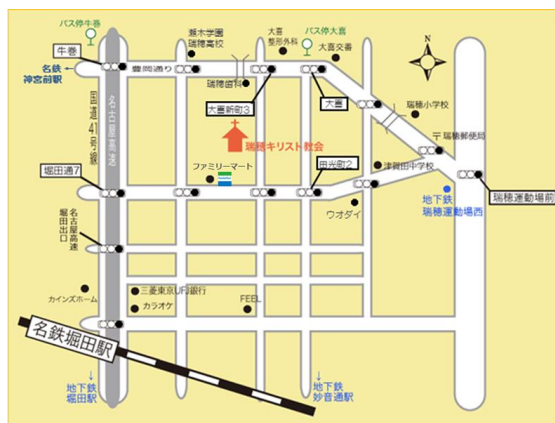 バス停牛巻
牛巻
名鉄
神宮前駅
豊岡通り
瀬木学園
瑞穂高校
瑞穂歯科
大喜
整形外科
バス停大喜
大喜交番
大喜新町3
大喜
瑞穂小学校
瑞穂郵便局
瑞穂キリスト教会
国道41号線
名古屋高速
堀田通7
ファミリーマート
田光町2
津賀田中学校
ウオダイ
地下鉄
瑞穂運動場西
瑞穂運動場前
名古屋高速
堀田出口
カインズホーム
三菱東京UFJ銀行
カラオケ
FEEL
名鉄堀田駅
地下鉄
堀田駅
地下鉄
妙音通駅
N